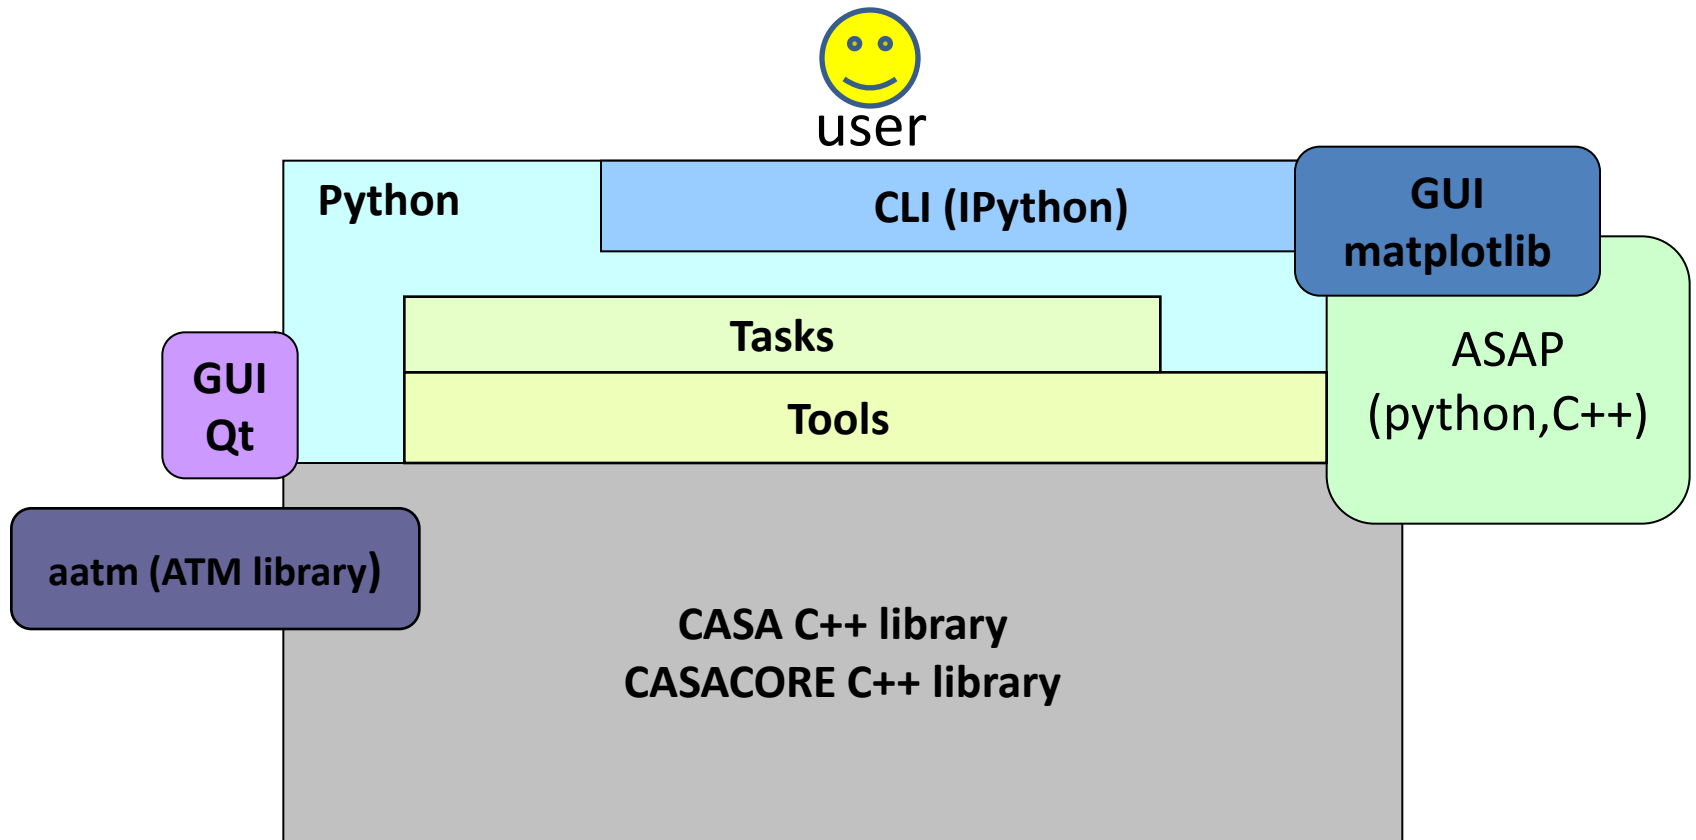 user
Python
CLI (IPython)
GUI
matplotlib
Tasks
ASAP
(python,C++)
GUI
Qt
Tools
aatm (ATM library)
CASA C++ library
CASACORE C++ library